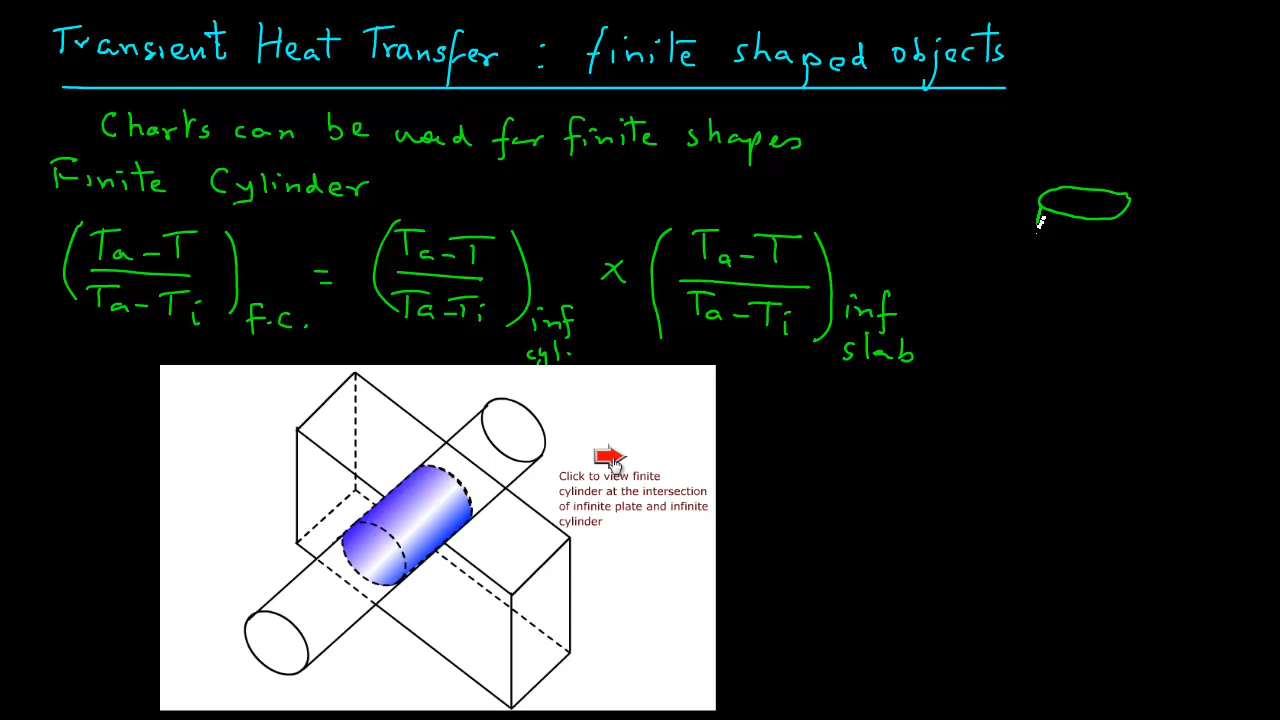 Transient Heat Transfer : finite shaped objects
Charts can be used for finite shapes
Finite Cylinder
(Ta - T / Ta - Ti) F.C. = (Ta - T / Ta - Ti) inf cyl. × (Ta - T / Ta - Ti) inf slab
Click to view finite
cylinder at the intersection
of infinite plate and infinite
cylinder